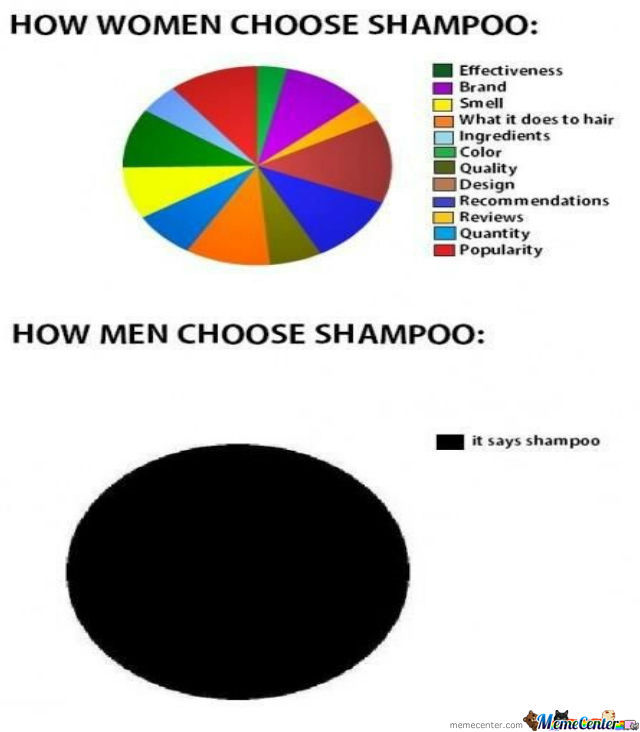 HOW WOMEN CHOOSE SHAMPOO:
Effectiveness
Brand
Smell
What it does to hair
Ingredients
Color
Quality
Design
Recommendations
Reviews
Quantity
Popularity
HOW MEN CHOOSE SHAMPOO:
it says shampoo
memecenter.com MemeCenter